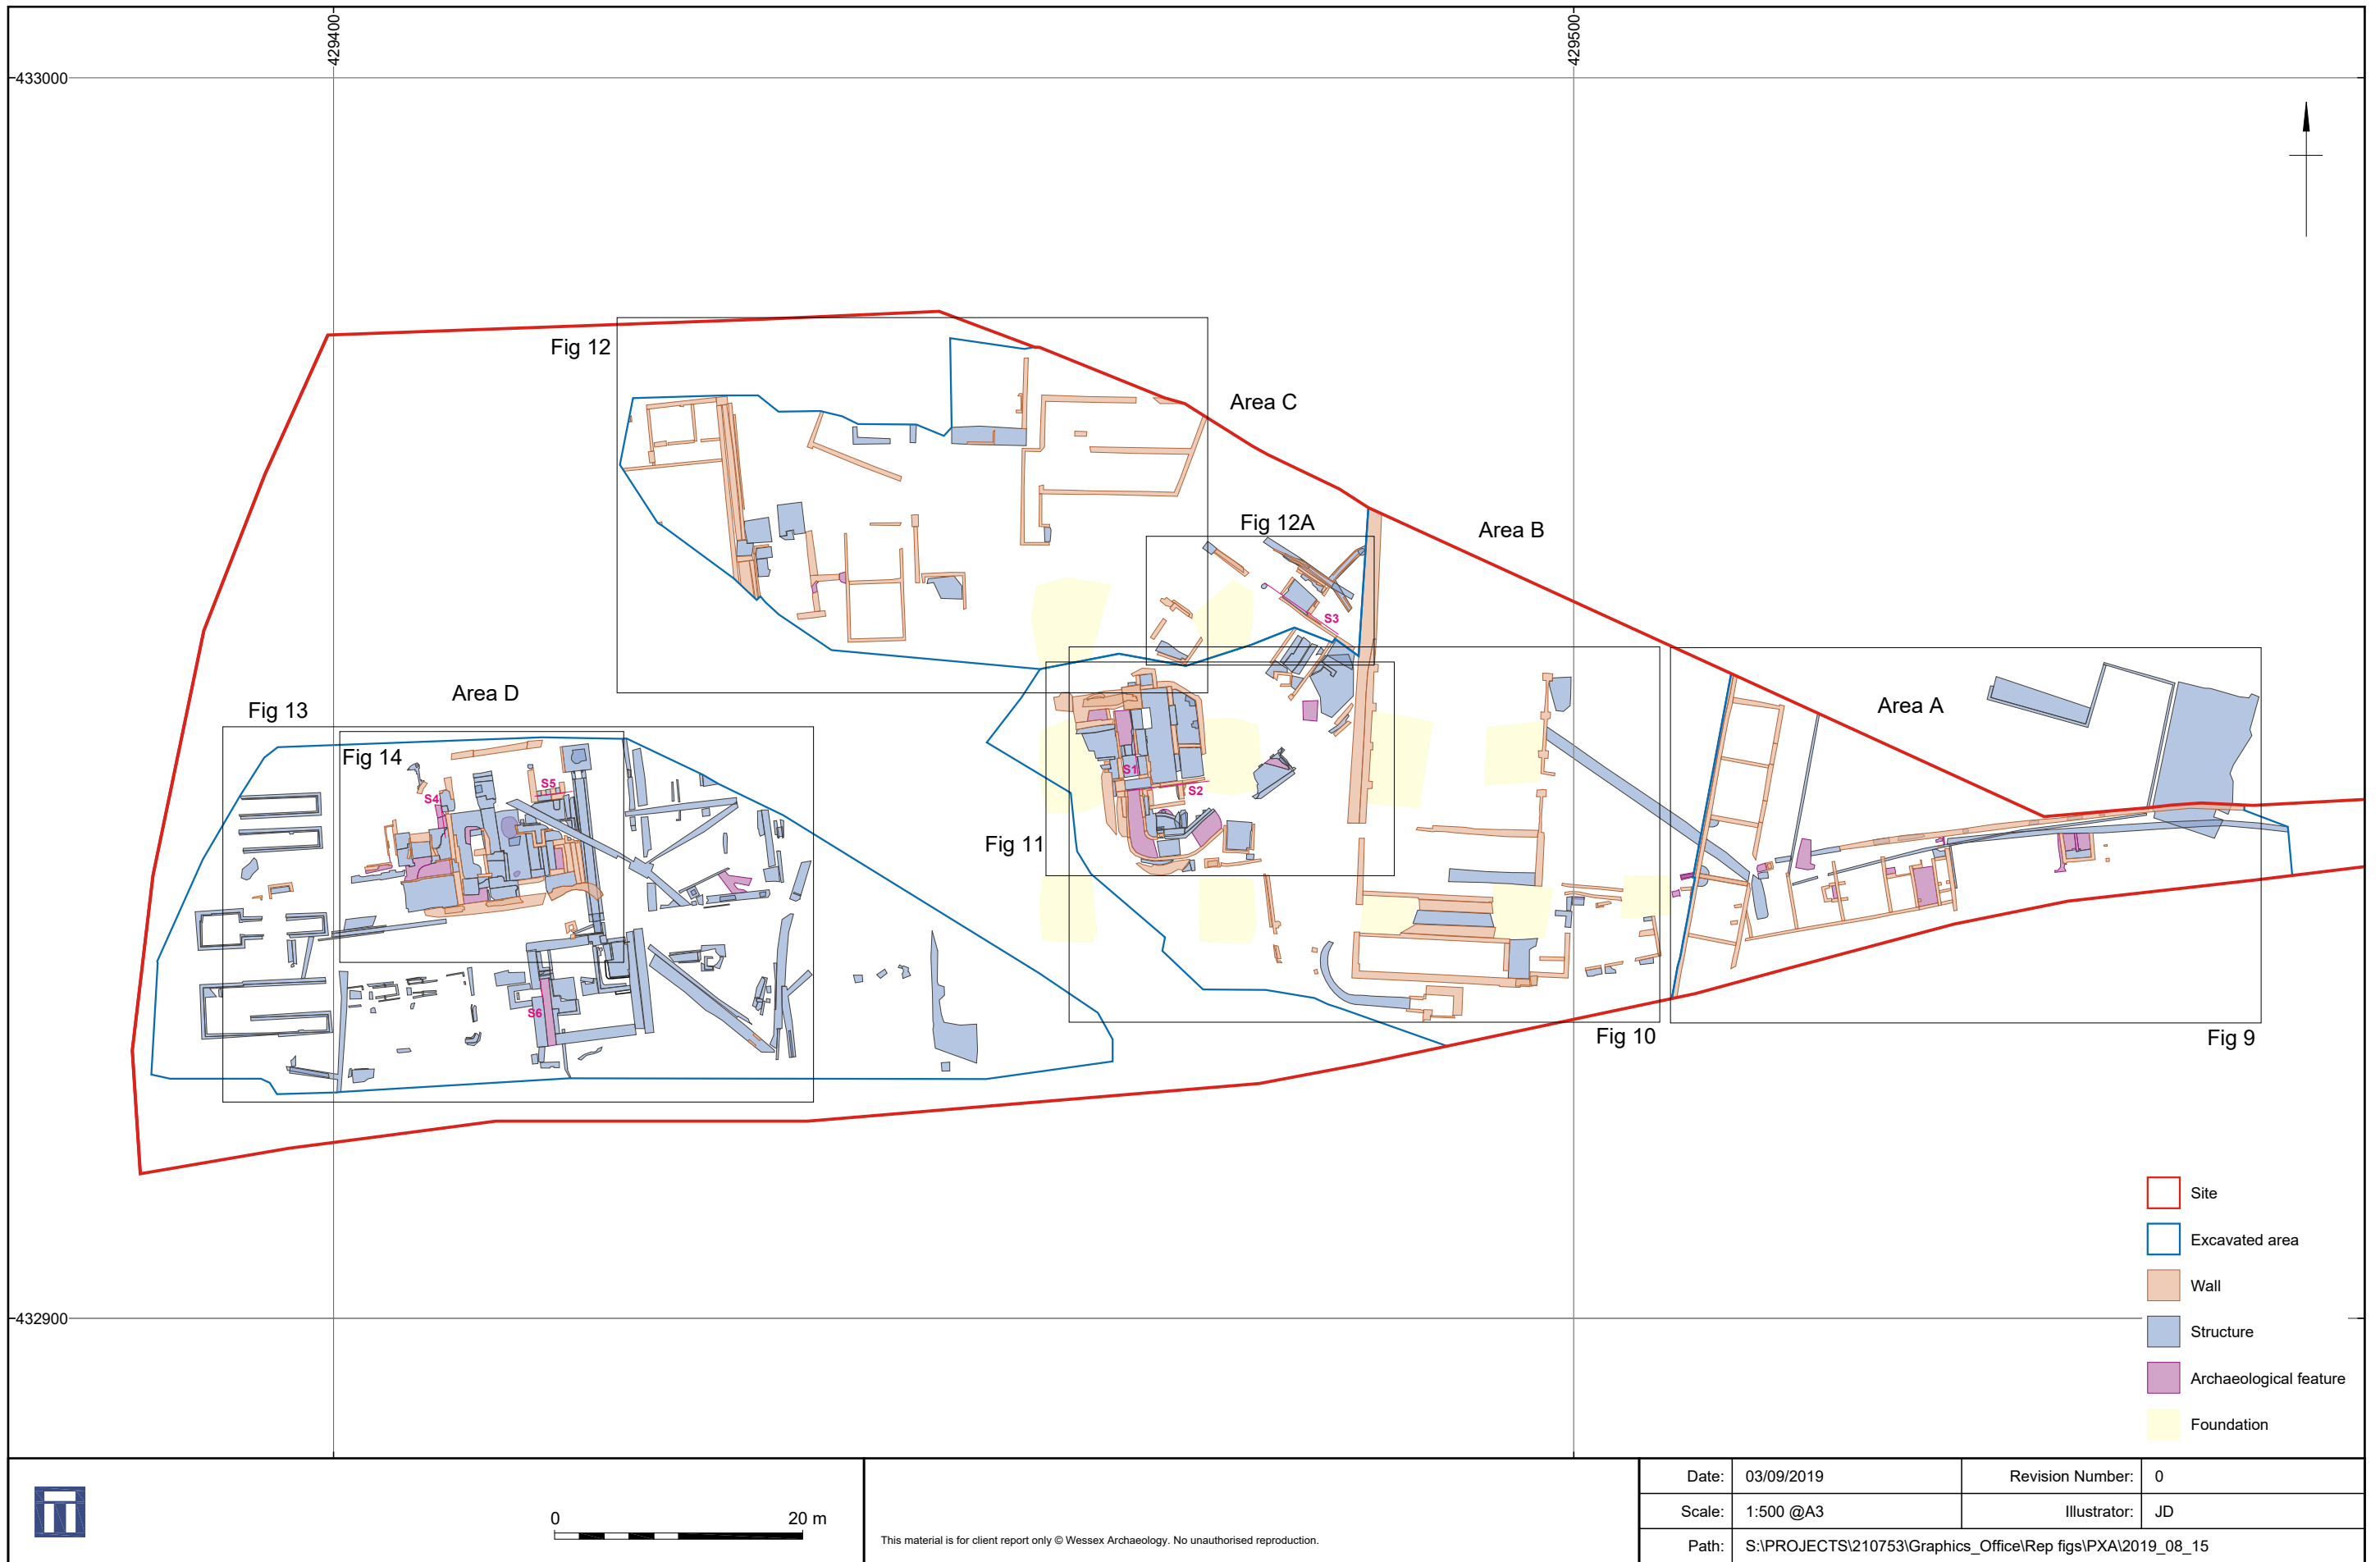 429400
429500
433000
Fig 12
Area C
Fig 12A
Area B
S3
Area D
Fig 13
Fig 14
Area A
S4
S5
S1
S2
Fig 11
S6
Fig 10
Fig 9
Site
Excavated area
Wall
432900
Structure
Archaeological feature
Foundation
0 20 m
This material is for client report only © Wessex Archaeology. No unauthorised reproduction.
Date: 03/09/2019 Revision Number: 0
Scale: 1:500 @A3 Illustrator: JD
Path: S:\PROJECTS\210753\Graphics_Office\Rep figs\PXA\2019_08_15